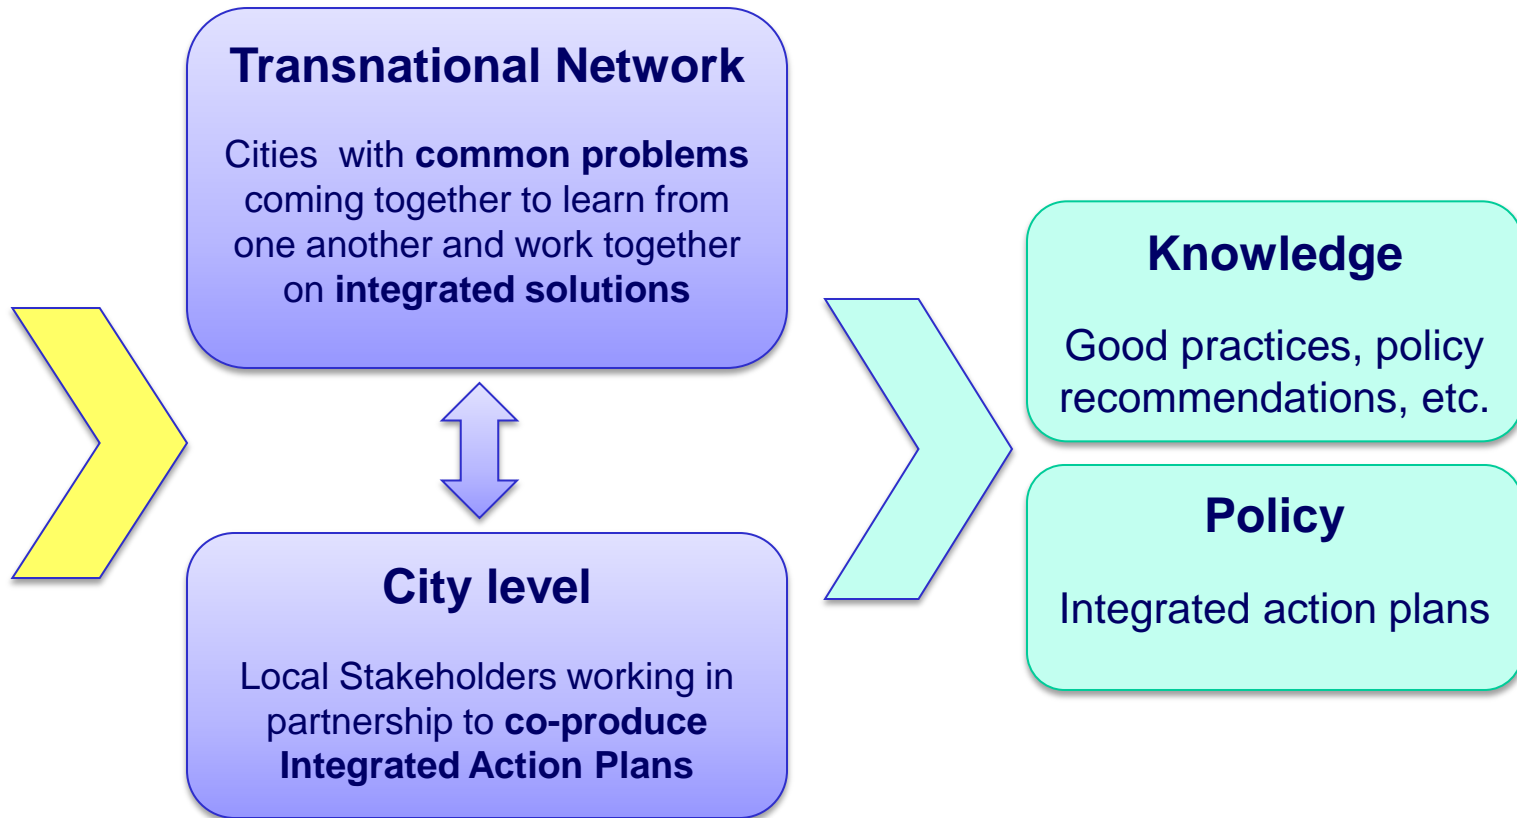 Transnational Network
Cities  with common problems
coming together to learn from
one another and work together
on integrated solutions
City level
Local Stakeholders working in
partnership to co-produce
Integrated Action Plans
Knowledge
Good practices, policy
recommendations, etc.
Policy
Integrated action plans